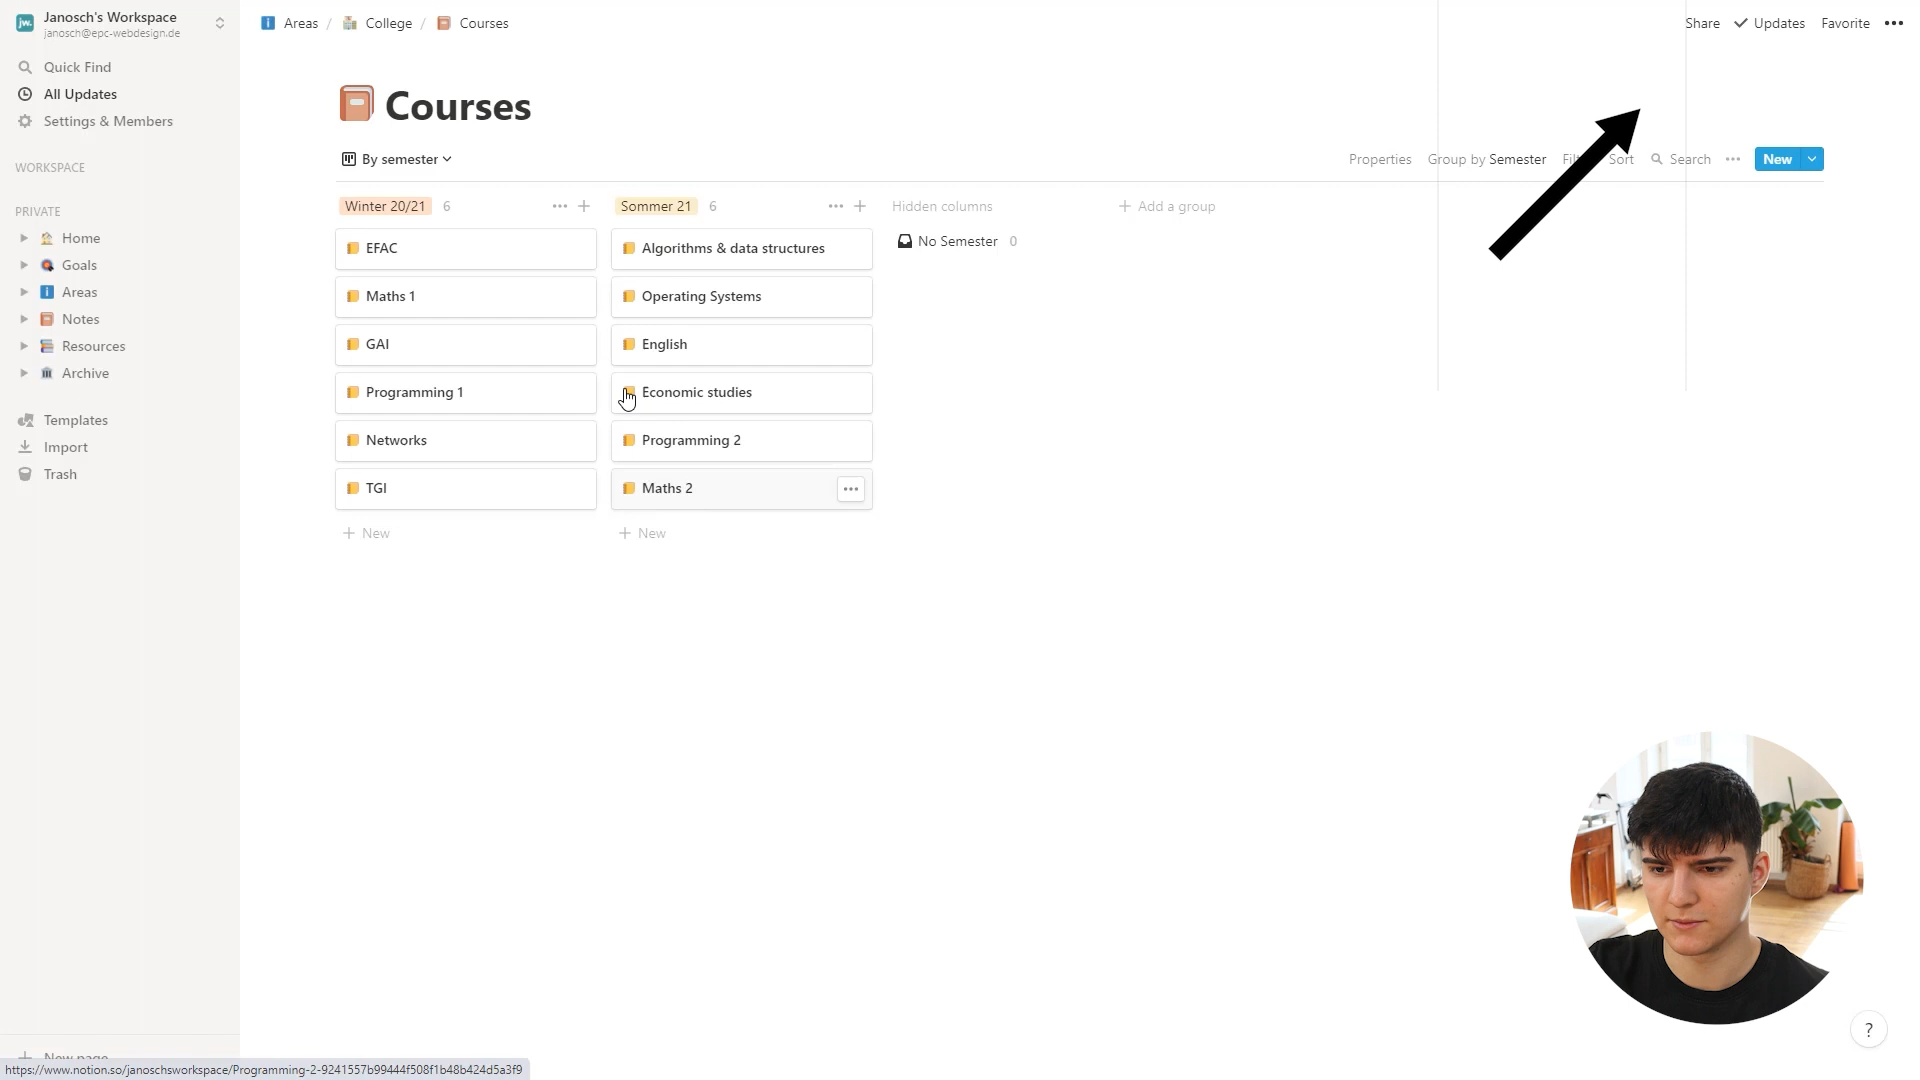 Janosch's Workspace
janosch@epc-webdesign.de
Areas / College / Courses
Share Updates Favorite
Quick Find
All Updates
Settings & Members
WORKSPACE
PRIVATE
Home
Goals
Areas
Notes
Resources
Archive
Templates
Import
Trash
New page
Courses
By semester
Properties Group by Semester Sort Search New
Winter 20/21 6
EFAC
Maths 1
GAI
Programming 1
Networks
TGI
New
Sommer 21 6
Algorithms & data structures
Operating Systems
English
Economic studies
Programming 2
Maths 2
New
Hidden columns
No Semester 0
Add a group
?
https://www.notion.so/janoschsworkspace/Programming-2-9241557b99444f508f1b48b424d5a3f9